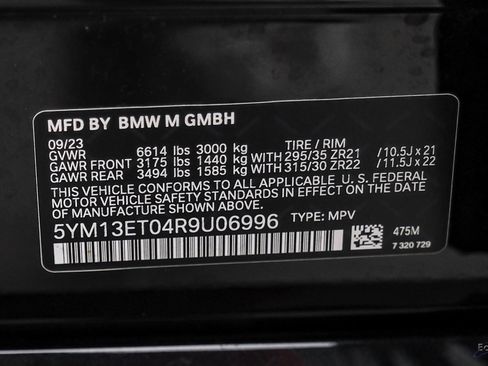 MFD BY BMW M GMBH
09/23
GVWR 6614 lbs 3000 kg TIRE / RIM
GAWR FRONT 3175 lbs 1440 kg WITH 295/35 ZR21 /10.5J x 21
GAWR REAR 3494 lbs 1585 kg WITH 315/30 ZR22 /11.5J x 22
THIS VEHICLE CONFORMS TO ALL APPLICABLE FEDERAL
MOTOR VEHICLE SAFETY STANDARDS IN EFFECT ON THE DATE
OF MANUFACTURE SHOWN ABOVE.
5YM13ET04R9U06996 TYPE: MPV
475M
7 320 729